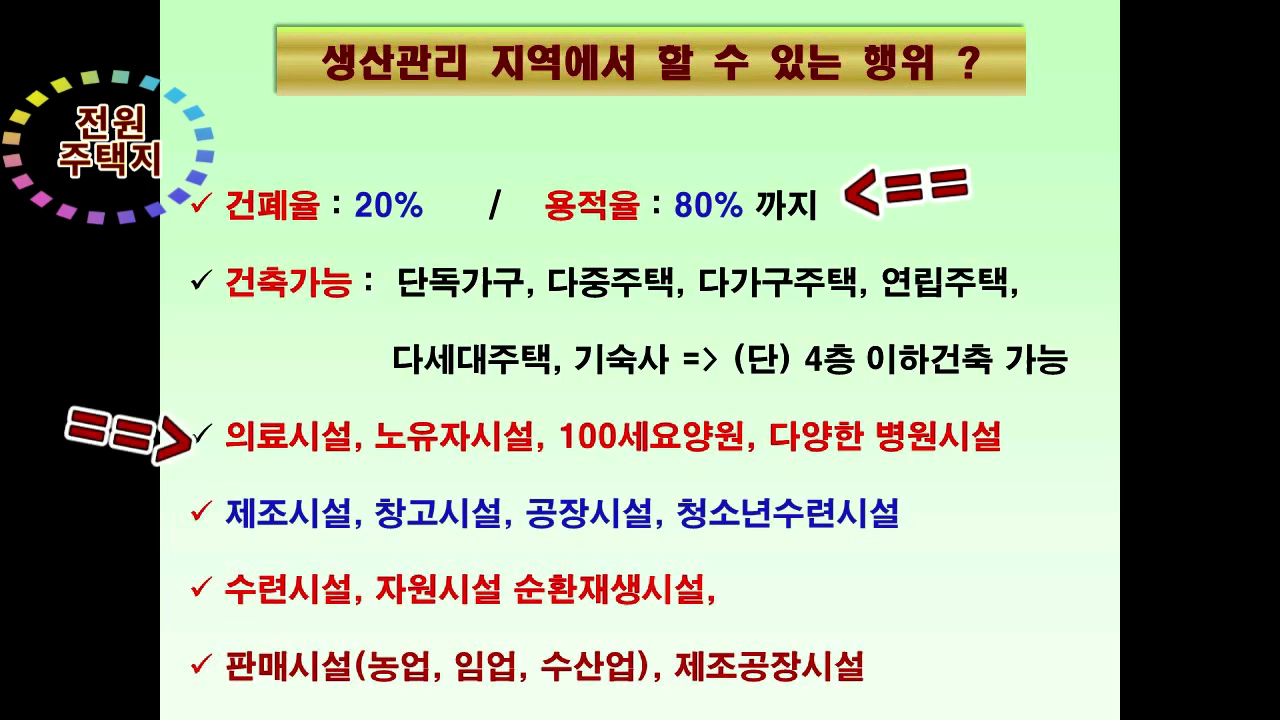 생산관리 지역에서 할 수 있는 행위 ?
전원
주택지
✓ 건폐율 : 20% / 용적율 : 80% 까지 <==
✓ 건축가능 : 단독가구, 다중주택, 다가구주택, 연립주택,
다세대주택, 기숙사 => (단) 4층 이하건축 가능
==> ✓ 의료시설, 노유자시설, 100세요양원, 다양한 병원시설
✓ 제조시설, 창고시설, 공장시설, 청소년수련시설
✓ 수련시설, 자원시설 순환재생시설,
✓ 판매시설(농업, 임업, 수산업), 제조공장시설